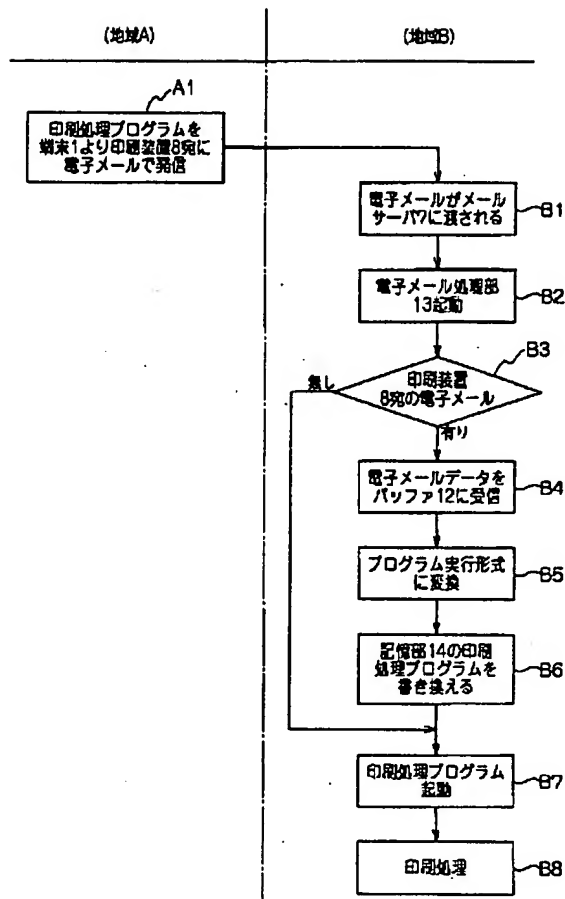 (地域A)
(地域B)
A1
印刷処理プログラムを
端末1より印刷装置8宛に
電子メールで発信
電子メールがメール
サーバ7に渡される
B1
電子メール処理部
13起動
B2
B3
無し
印刷装置
8宛の電子メール
有り
電子メールデータを
バッファ12に受信
B4
プログラム実行形式
に変換
B5
記憶部14の印刷
処理プログラムを
書き換える
B6
印刷処理プログラム
起動
B7
印刷処理
B8